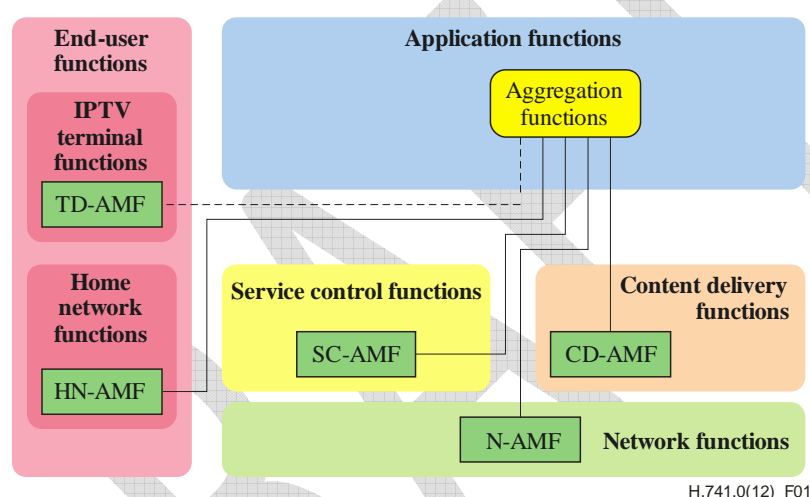 End-user
functions
IPTV
terminal
functions
TD-AMF
Home
network
functions
HN-AMF
Application functions
Aggregation
functions
Service control functions
SC-AMF
Content delivery
functions
CD-AMF
N-AMF
Network functions
H.741.0(12)_F01